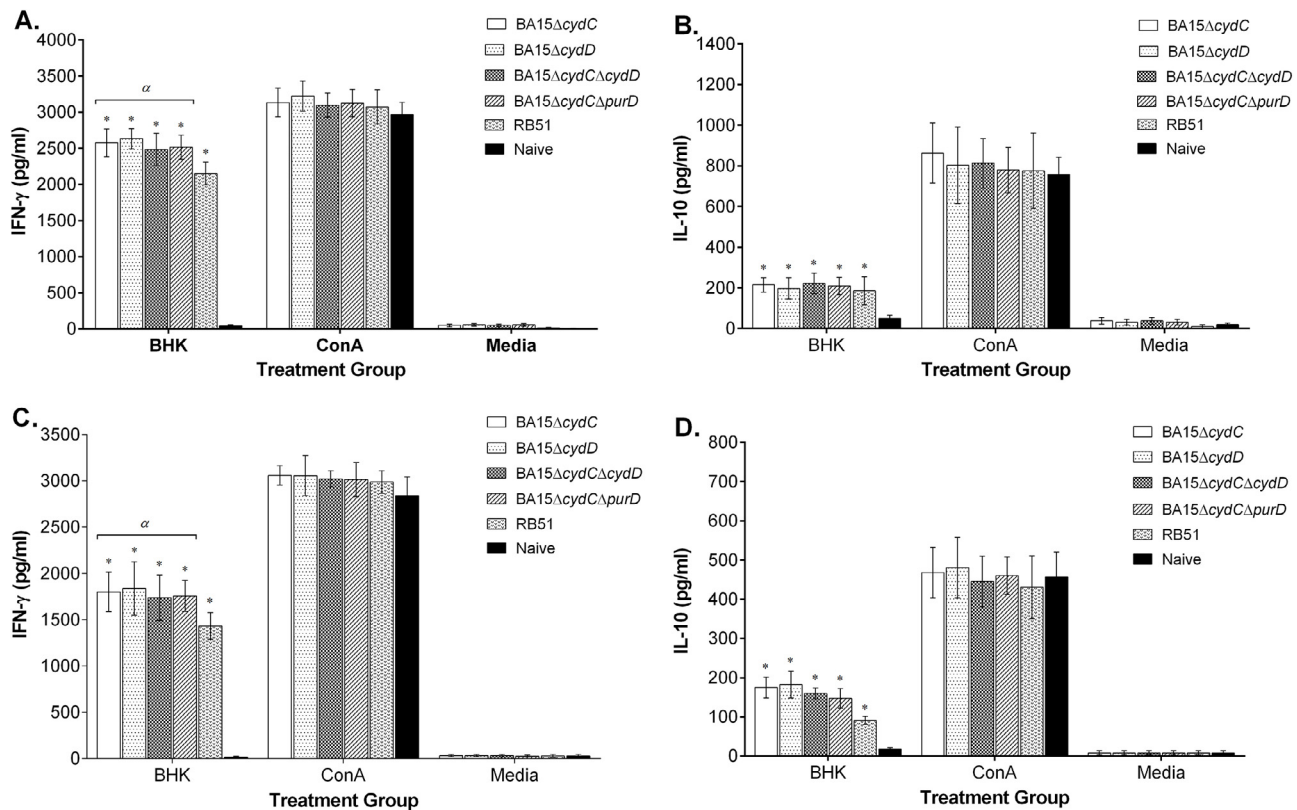 A.
BA15ΔcydC
BA15ΔcydD
BA15ΔcydCΔcydD
BA15ΔcydCΔpurD
RB51
Naive
4000
3500
3000
2500
2000
1500
1000
500
0
IFN-γ (pg/ml)
α
* * * * *
BHK ConA Media
Treatment Group
B.
BA15ΔcydC
BA15ΔcydD
BA15ΔcydCΔcydD
BA15ΔcydCΔpurD
RB51
Naive
1400
1200
1000
800
600
400
200
0
IL-10 (pg/ml)
* * * * *
BHK ConA Media
Treatment Group
C.
BA15ΔcydC
BA15ΔcydD
BA15ΔcydCΔcydD
BA15ΔcydCΔpurD
RB51
Naive
3500
3000
2500
2000
1500
1000
500
0
IFN-γ (pg/ml)
α
* * * * *
BHK ConA Media
Treatment Group
D.
BA15ΔcydC
BA15ΔcydD
BA15ΔcydCΔcydD
BA15ΔcydCΔpurD
RB51
Naive
800
700
600
500
400
300
200
100
0
IL-10 (pg/ml)
* * * * *
BHK ConA Media
Treatment Group